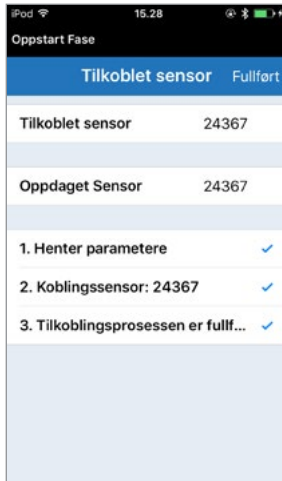 iPod 15.28
Oppstart Fase
Tilkoblet sensor Fullført
Tilkoblet sensor 24367
Oppdaget Sensor 24367
1. Henter parametere
2. Koblingssensor: 24367
3. Tilkoblingsprosessen er fullf...